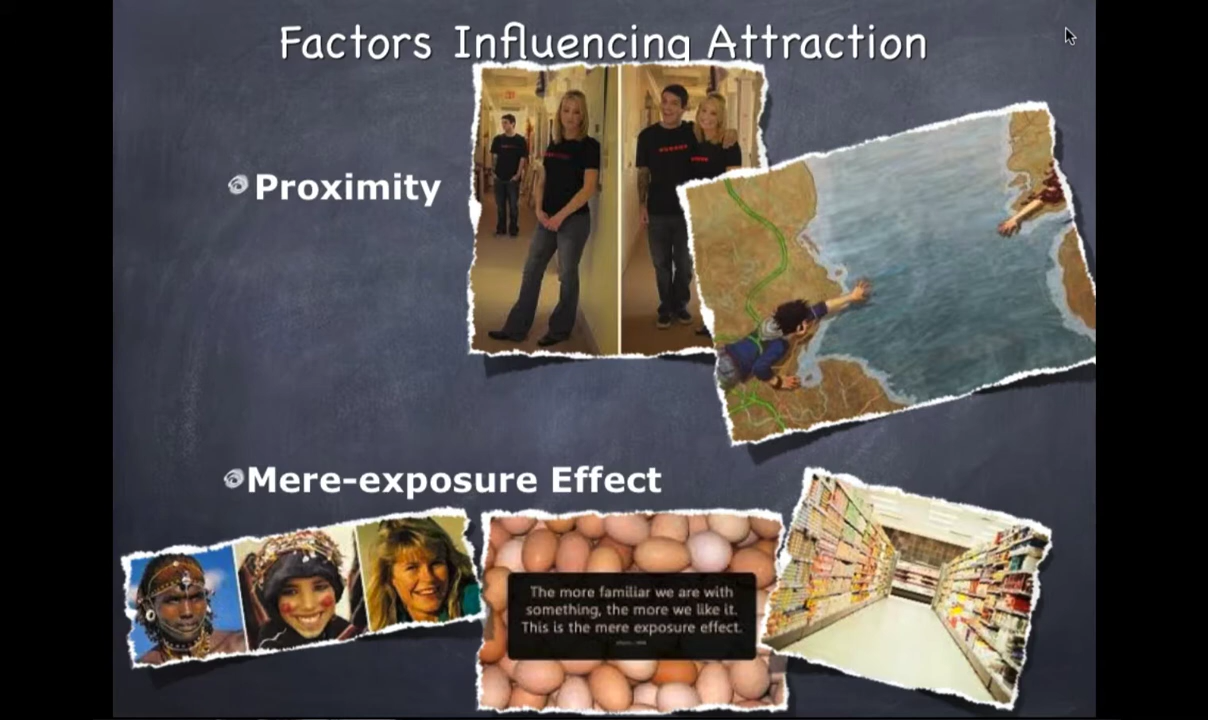 Factors Influencing Attraction
Proximity
Mere-exposure Effect
The more familiar we are with
something, the more we like it.
This is the mere exposure effect.